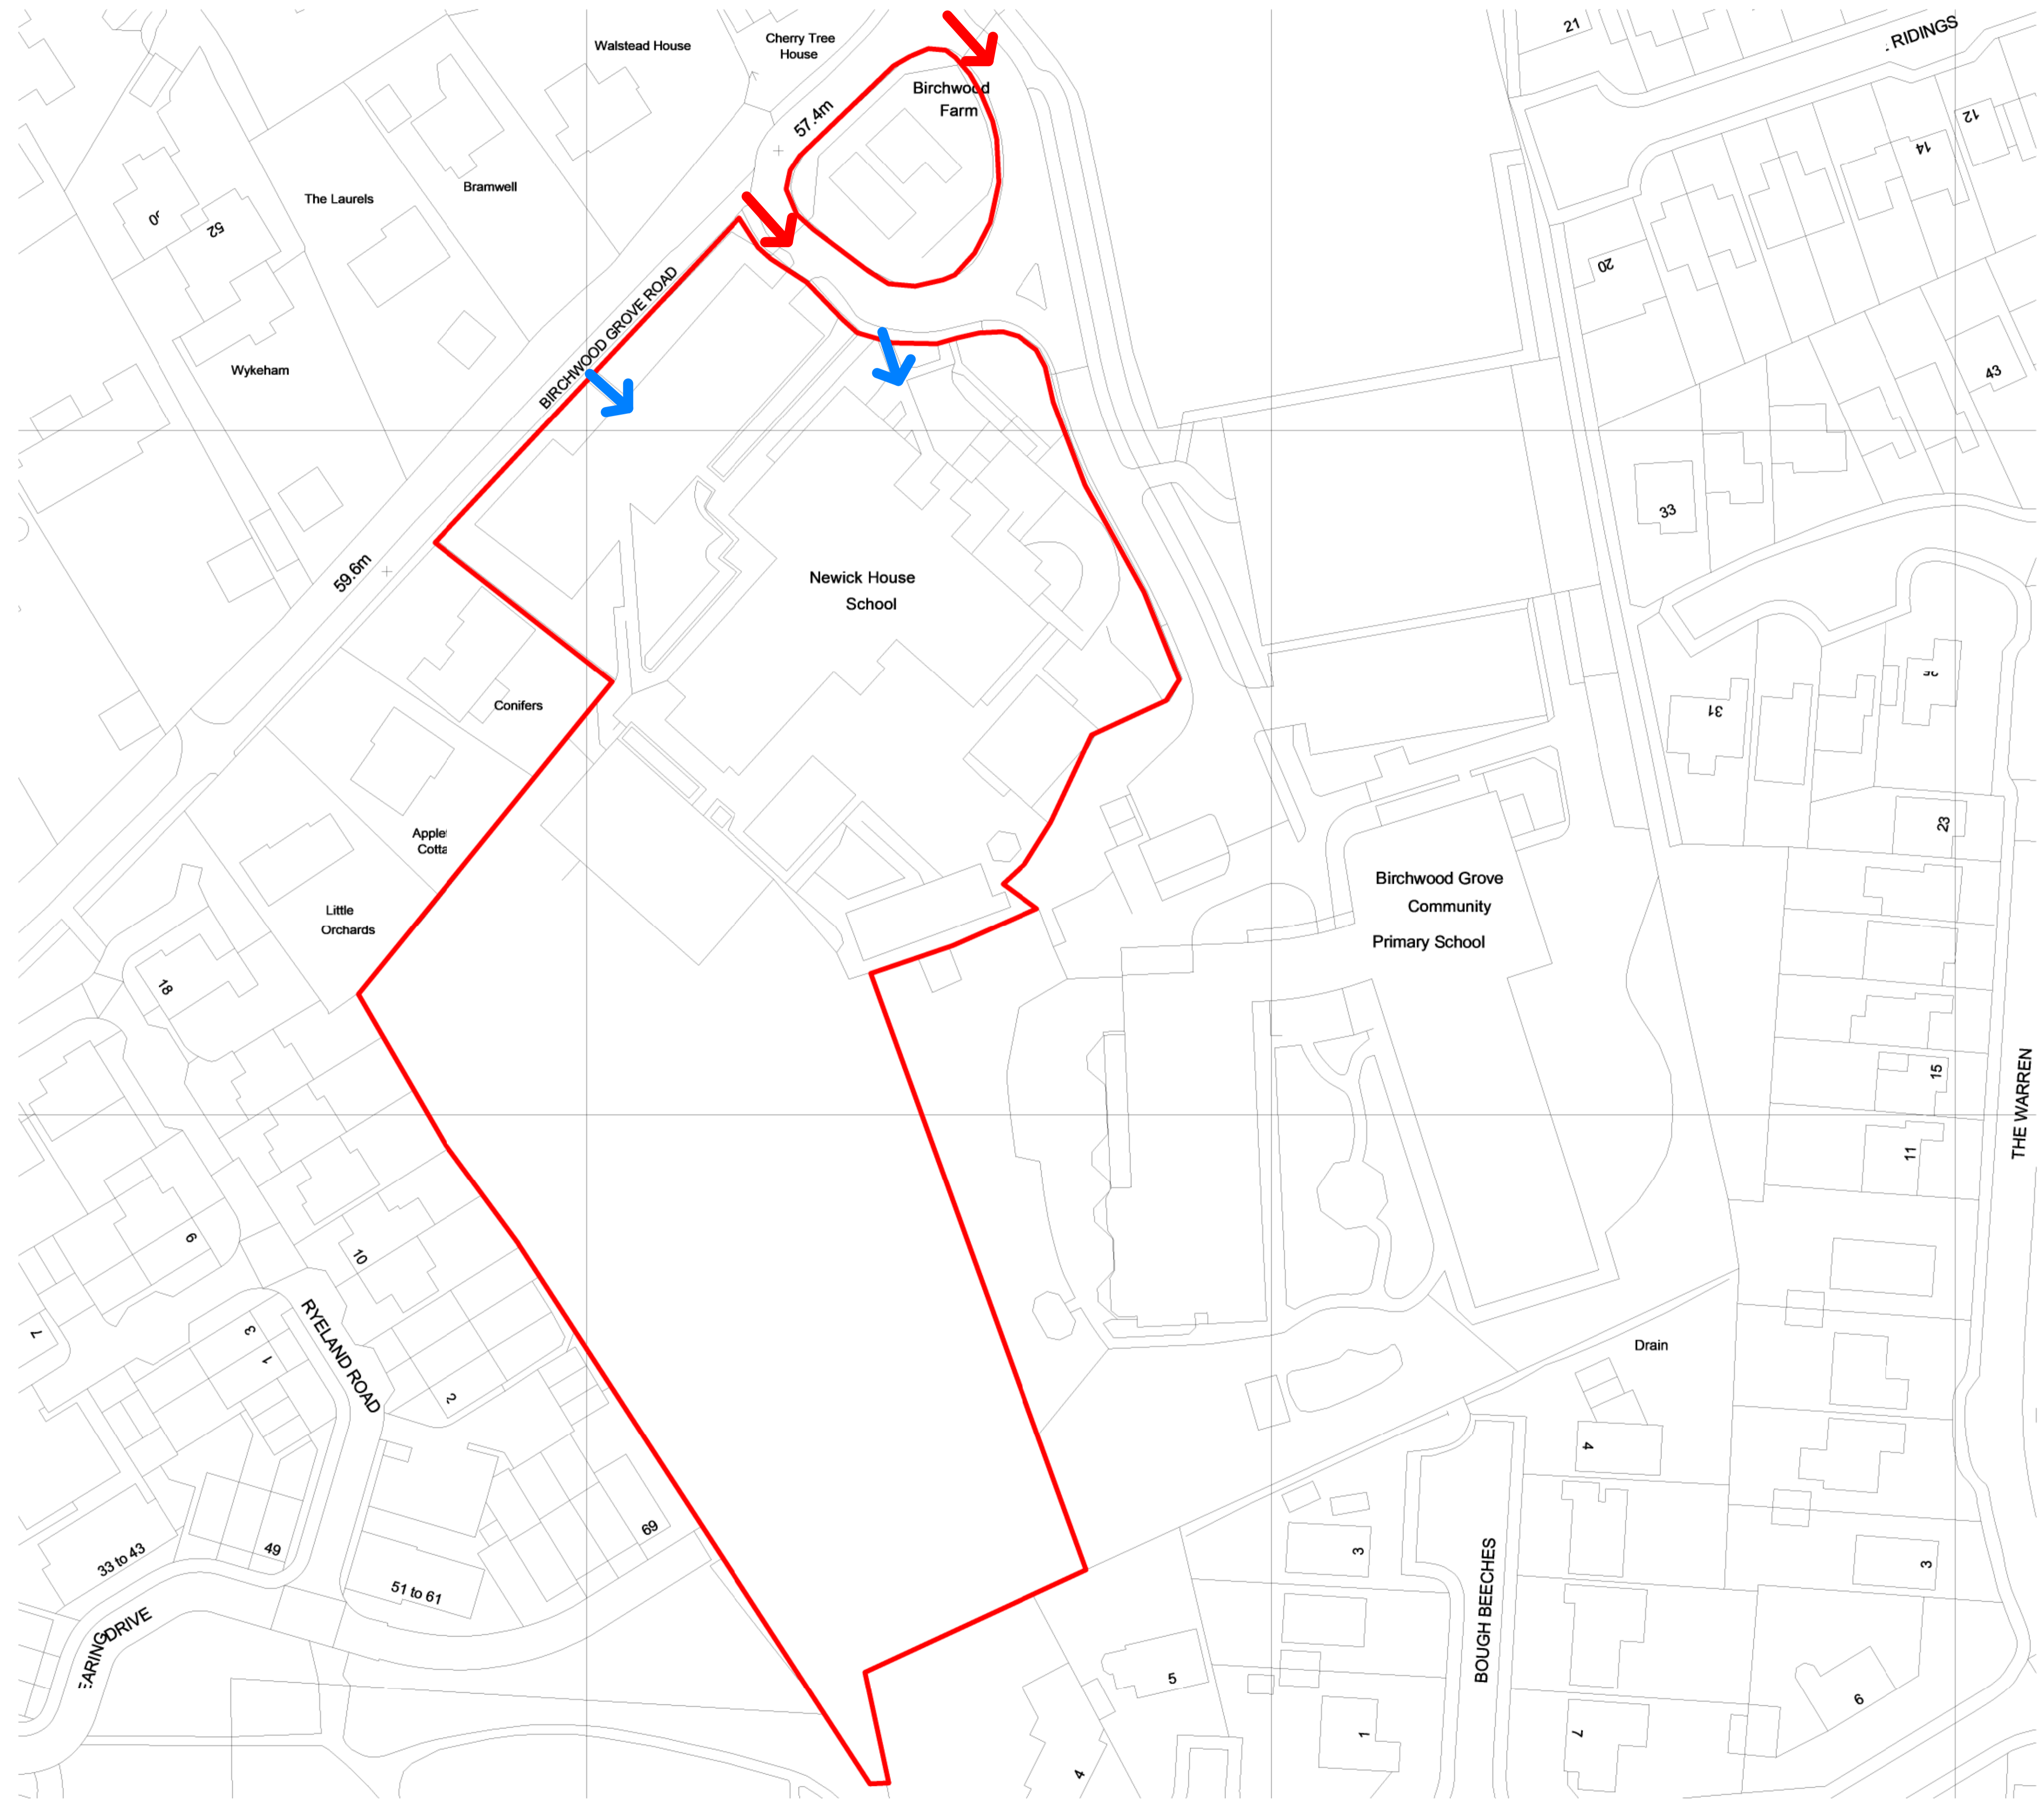 Walstead House
Cherry Tree
House
21
RIDINGS
57.4m
Birchwood
Farm
12
14
The Laurels
Bramwell
52
20
BIRCHWOOD GROVE ROAD
Wykeham
43
33
59.6m
Newick House
School
Conifers
31
23
Little
Orchards
Birchwood Grove
Community
Primary School
18
15
THE WARREN
11
9
10
RYELAND ROAD
7
3
1
2
Drain
4
69
33 to 43
49
51 to 61
DRIVE
3
3
BOUGH BEECHES
5
6
1
7
4